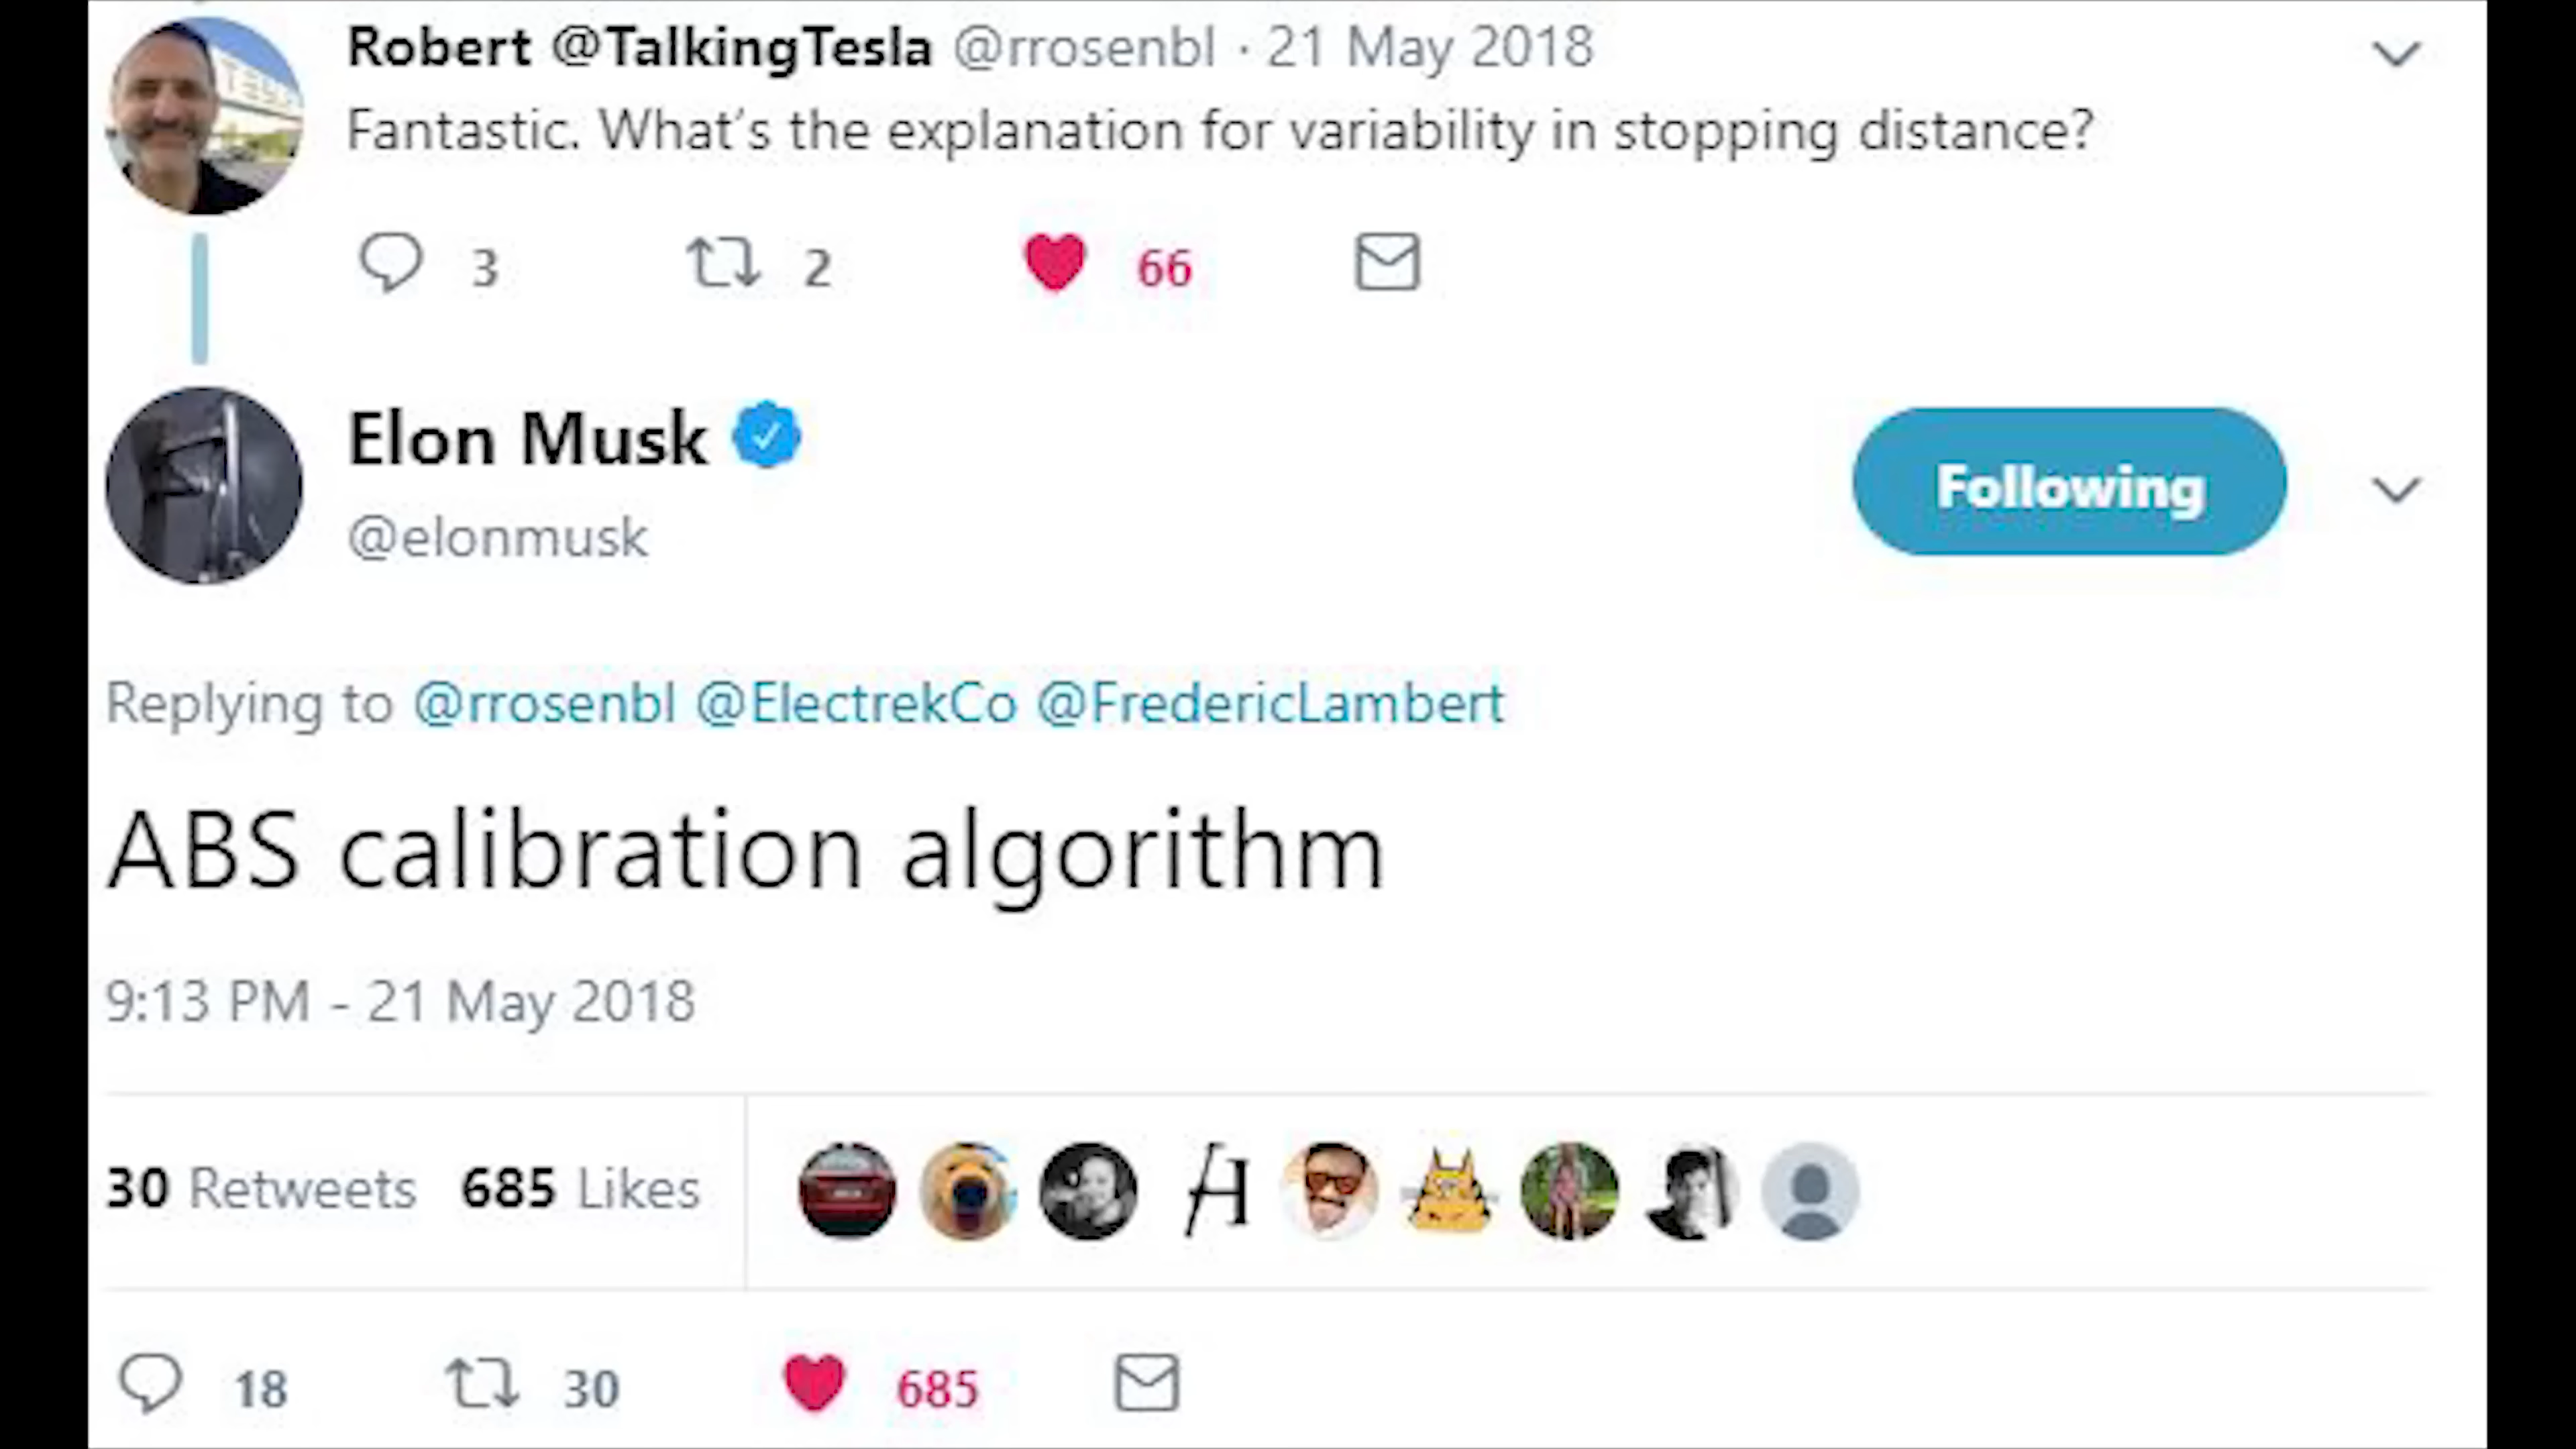 Robert @TalkingTesla @rrosenbl · 21 May 2018
Fantastic. What's the explanation for variability in stopping distance?
3 2 66
Elon Musk
@elonmusk
Following
Replying to @rrosenbl @ElectrekCo @FredericLambert
ABS calibration algorithm
9:13 PM - 21 May 2018
30 Retweets 685 Likes
18 30 685